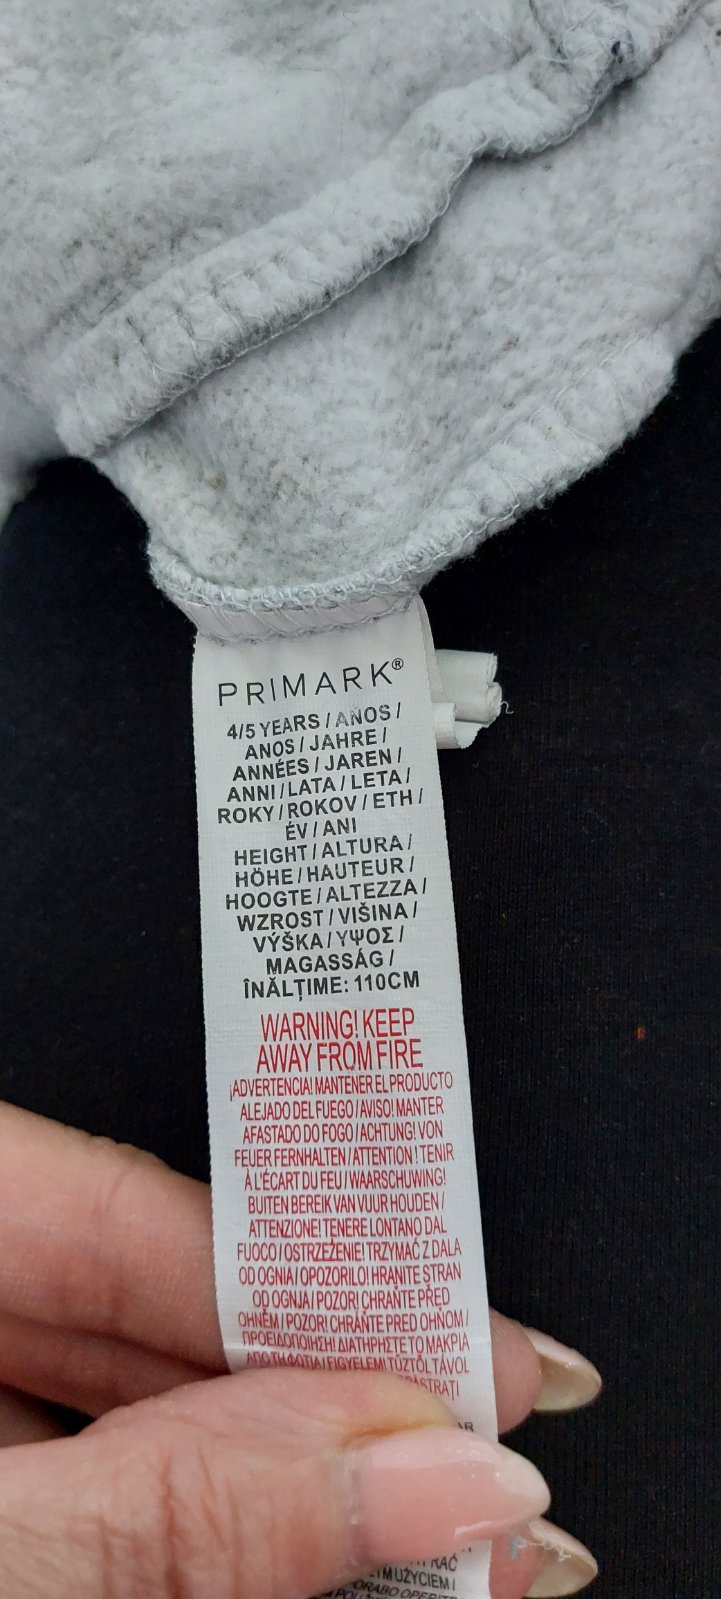 PRIMARK®
4/5 YEARS / AÑOS /
ANOS / JAHRE /
ANNÉES / JAREN /
ANNI / LATA / LETA /
ROKY / ROKOV / ΕΤΗ /
ÉV / ANI
HEIGHT / ALTURA /
HÖHE / HAUTEUR /
HOOGTE / ALTEZZA /
WZROST / VIŠINA /
VÝŠKA / ΥΨΟΣ /
MAGASSÁG /
ÎNĂLȚIME: 110CM
WARNING! KEEP
AWAY FROM FIRE
¡ADVERTENCIA! MANTENER EL PRODUCTO
ALEJADO DEL FUEGO / AVISO! MANTER
AFASTADO DO FOGO / ACHTUNG! VON
FEUER FERNHALTEN / ATTENTION ! TENIR
À L'ÉCART DU FEU / WAARSCHUWING!
BUITEN BEREIK VAN VUUR HOUDEN /
ATTENZIONE! TENERE LONTANO DAL
FUOCO / OSTRZEŻENIE! TRZYMAĆ Z DALA
OD OGNIA / OPOZORILO! HRANITE STRAN
OD OGNJA / POZOR! CHRAŇTE PŘED
OHNĚM / POZOR! CHRÁŇTE PRED OHŇOM /
ΠΡΟΕΙΔΟΠΟΙΗΣΗ! ΔΙΑΤΗΡΗΣΤΕ ΤΟ ΜΑΚΡΙΑ
ΑΠΟ ΤΗ ΦΩΤΙΑ / FIGYELEM! TŰZTŐL TÁVOL
UŻYCIEM /